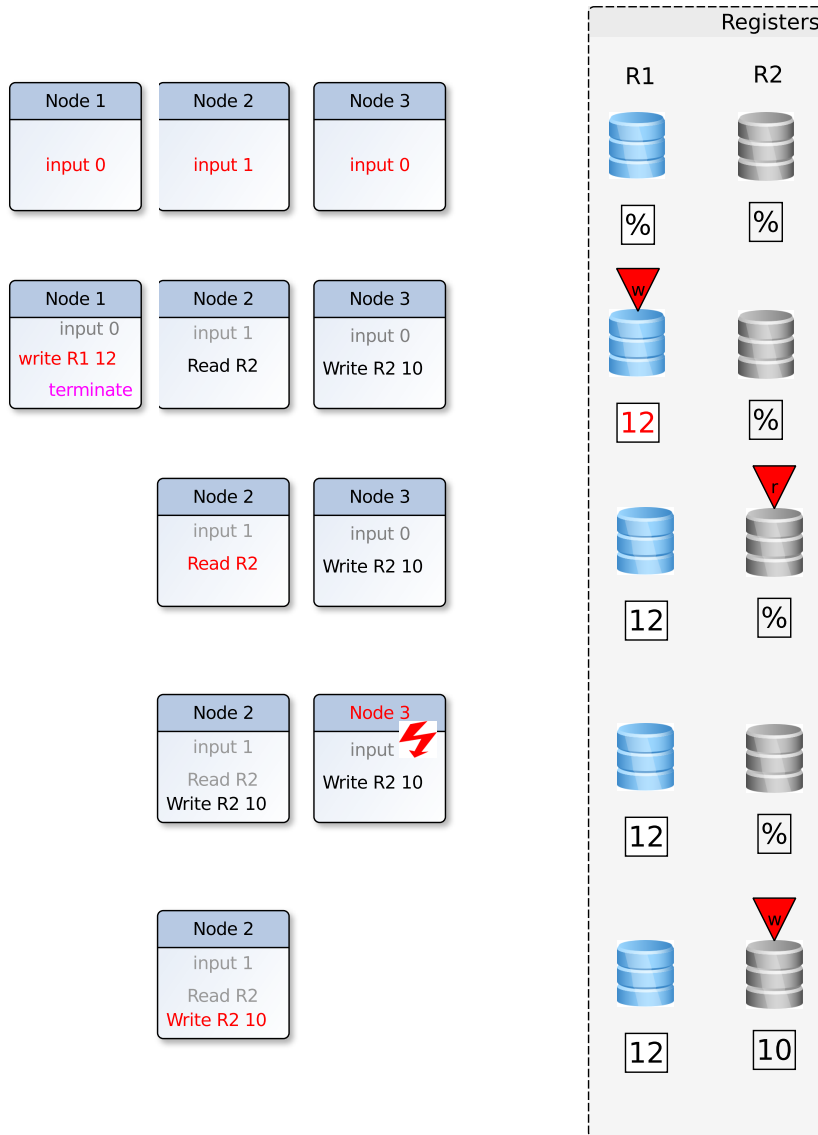 Registers
R1 R2
Node 1 Node 2 Node 3
input 0 input 1 input 0
% %
w
Node 1 Node 2 Node 3
input 0 input 1 input 0
write R1 12 Read R2 Write R2 10
terminate
12 %
r
Node 2 Node 3
input 1 input 0
Read R2 Write R2 10
12 %
Node 2 Node 3
input 1 input
Read R2 Write R2 10
Write R2 10
12 %
w
Node 2
input 1
Read R2
Write R2 10
12 10